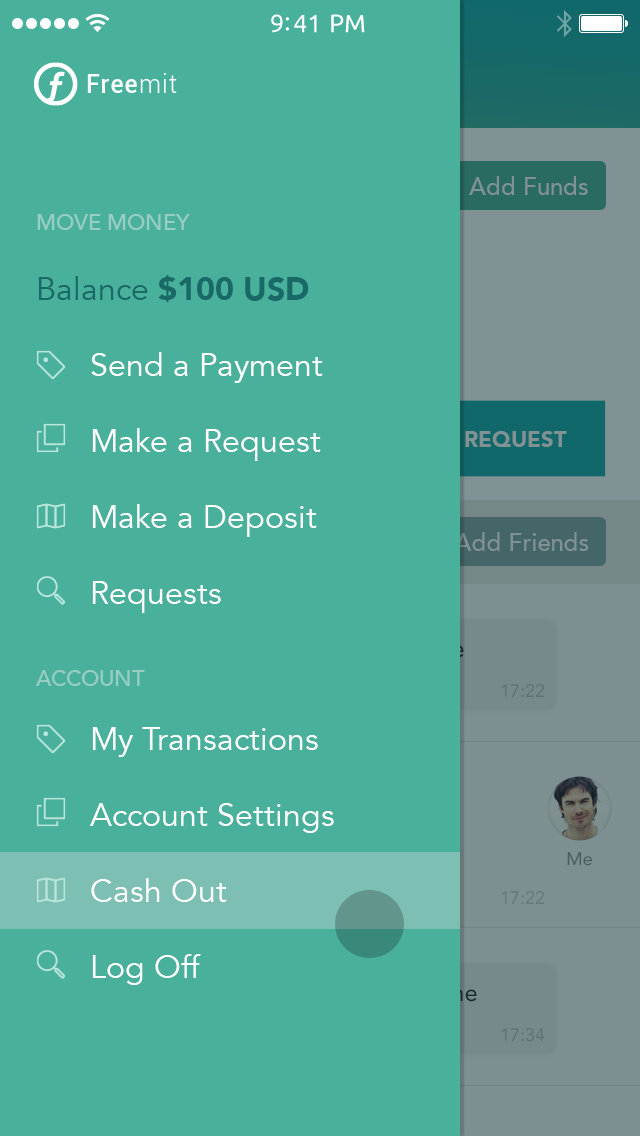 9:41 PM
Freemit
Add Funds
MOVE MONEY
Balance $100 USD
Send a Payment
Make a Request
REQUEST
Make a Deposit
Add Friends
Requests
ACCOUNT
17:22
My Transactions
Account Settings
Me
Cash Out
17:22
Log Off
17:34